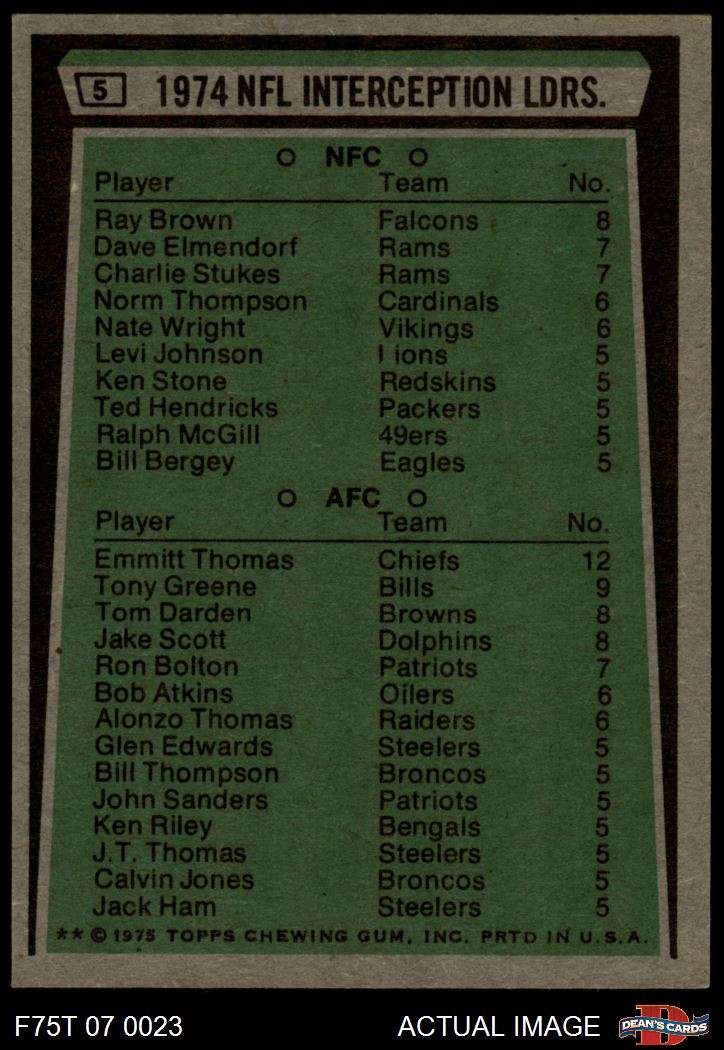 5 1974 NFL INTERCEPTION LDRS.
NFC
Player Team No.
Ray Brown Falcons 8
Dave Elmendorf Rams 7
Charlie Stukes Rams 7
Norm Thompson Cardinals 6
Nate Wright Vikings 6
Levi Johnson Lions 5
Ken Stone Redskins 5
Ted Hendricks Packers 5
Ralph McGill 49ers 5
Bill Bergey Eagles 5
AFC
Player Team No.
Emmitt Thomas Chiefs 12
Tony Greene Bills 9
Tom Darden Browns 8
Jake Scott Dolphins 8
Ron Bolton Patriots 7
Bob Atkins Oilers 6
Alonzo Thomas Raiders 6
Glen Edwards Steelers 5
Bill Thompson Broncos 5
John Sanders Patriots 5
Ken Riley Bengals 5
J.T. Thomas Steelers 5
Calvin Jones Broncos 5
Jack Ham Steelers 5
** © 1975 TOPPS CHEWING GUM, INC. PRTD IN U.S.A.
F75T 07 0023 ACTUAL IMAGE D DEAN'S CARDS